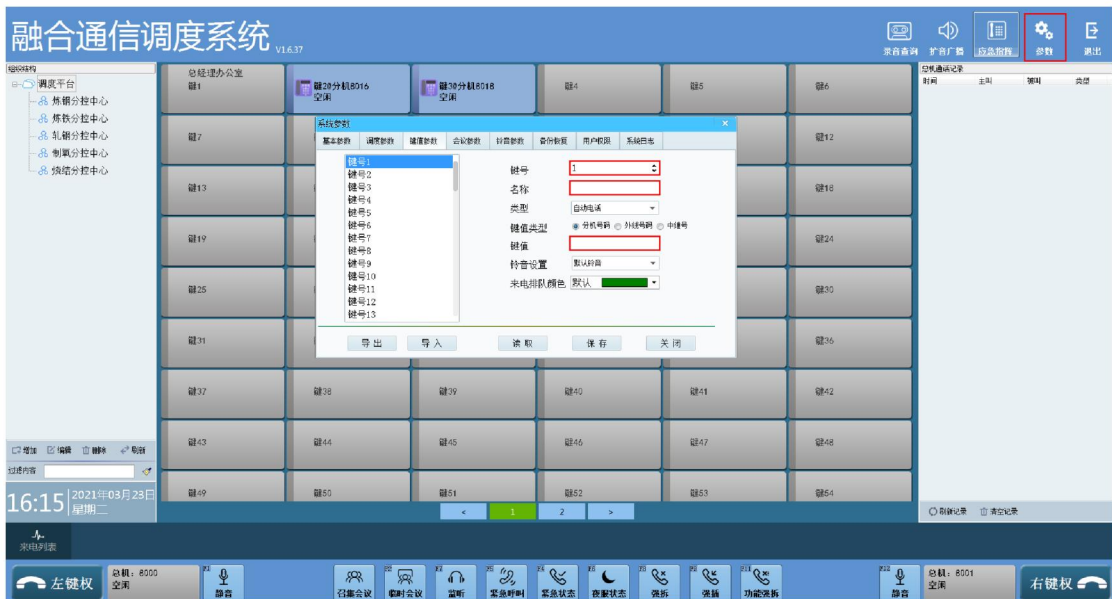 融合通信调度系统 V1.6.37
录音查询 扩音广播 应急指挥 参数 退出
组织结构
调度平台
炼钢分控中心
炼铁分控中心
轧钢分控中心
制氧分控中心
烧结分控中心
增加 编辑 删除 刷新
过滤内容
16:15 2021年03月23日
星期二
总经理办公室
键1
键20分机8016
空闲
键30分机8018
空闲
键4 键5 键6
键7 键12
键13 键18
键19 键24
键25 键30
键31 键36
键37 键38 键39 键40 键41 键42
键43 键44 键45 键46 键47 键48
键49 键50 键51 键52 键53 键54
< 1 2 >
系统参数 ×
基本参数 调度参数 键值参数 会议参数 铃音参数 备份恢复 用户权限 系统日志
键号1
键号2
键号3
键号4
键号5
键号6
键号7
键号8
键号9
键号10
键号11
键号12
键号13
键号 1
名称
类型 自动电话
键值类型 分机号码 外线号码 中继号
键值
铃音设置 默认铃音
来电排队颜色 默认
导出 导入 读取 保存 关闭
总机通话记录
时间 主叫 被叫 类型
刷新记录 清空记录
来电列表
左键权
总机：8000
空闲
静音
召集会议 临时会议 监听 紧急呼叫 紧急状态 夜服状态 强拆 强插 功能强拆
静音
总机：8001
空闲
右键权